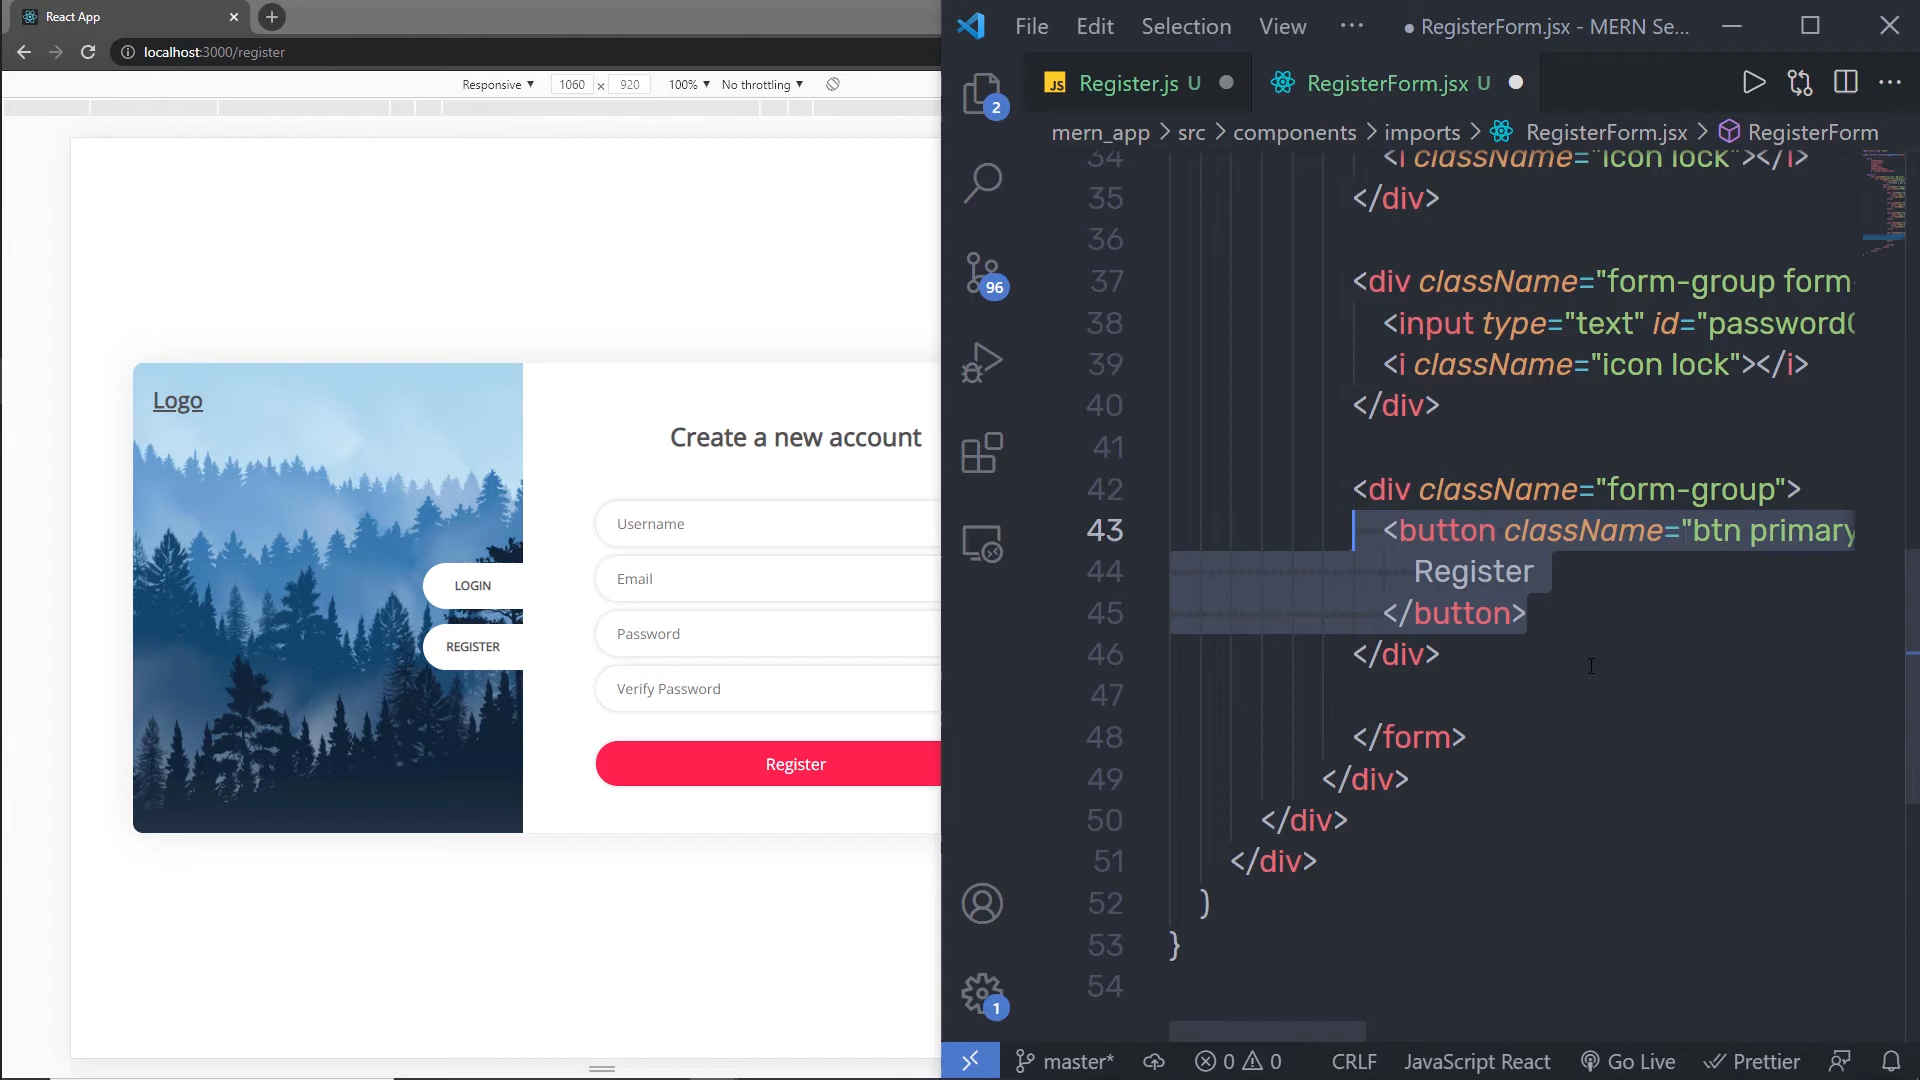 React App
localhost:3000/register
Responsive 1060 x 920 100% No throttling
Logo
Create a new account
Username
Email
Password
Verify Password
LOGIN
REGISTER
Register
File Edit Selection View ··· ● RegisterForm.jsx - MERN Se...
2
96
1
JS Register.js U RegisterForm.jsx U
mern_app > src > components > imports > RegisterForm.jsx > RegisterForm
34 <i className="icon lock"></i>
35 </div>
36
37 <div className="form-group form-
38 <input type="text" id="password
39 <i className="icon lock"></i>
40 </div>
41
42 <div className="form-group">
43 <button className="btn primary
44 Register
45 </button>
46 </div>
47
48 </form>
49 </div>
50 </div>
51 </div>
52 )
53 }
54
master* 0 0 CRLF JavaScript React Go Live Prettier